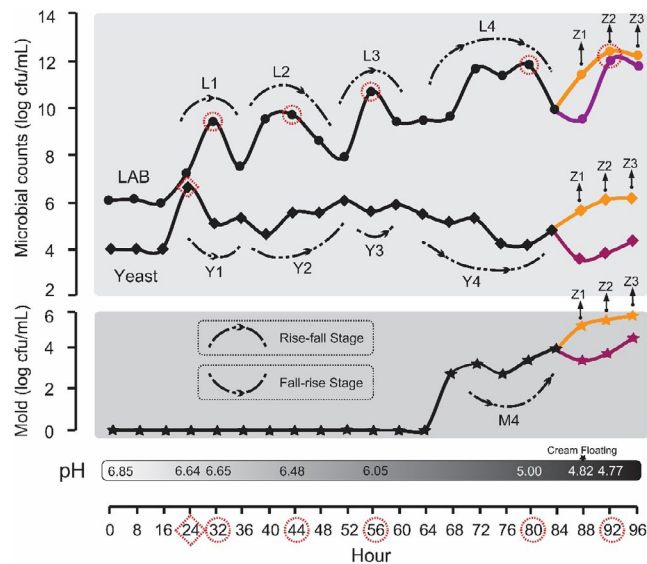 14
12
10
8
6
4
2
Microbial counts (log cfu/mL)
L1
L2
L3
L4
Z1
Z2
Z3
LAB
Yeast
Y1
Y2
Y3
Y4
Z1
Z2
Z3
6
4
2
0
Mold (log cfu/mL)
Rise-fall Stage
Fall-rise Stage
M4
Z1
Z2
Z3
Cream Floating
pH
6.85 6.64 6.65 6.48 6.05 5.00 4.82 4.77
0 8 16 24 32 36 40 44 48 52 56 60 64 68 72 76 80 84 88 92 96
Hour